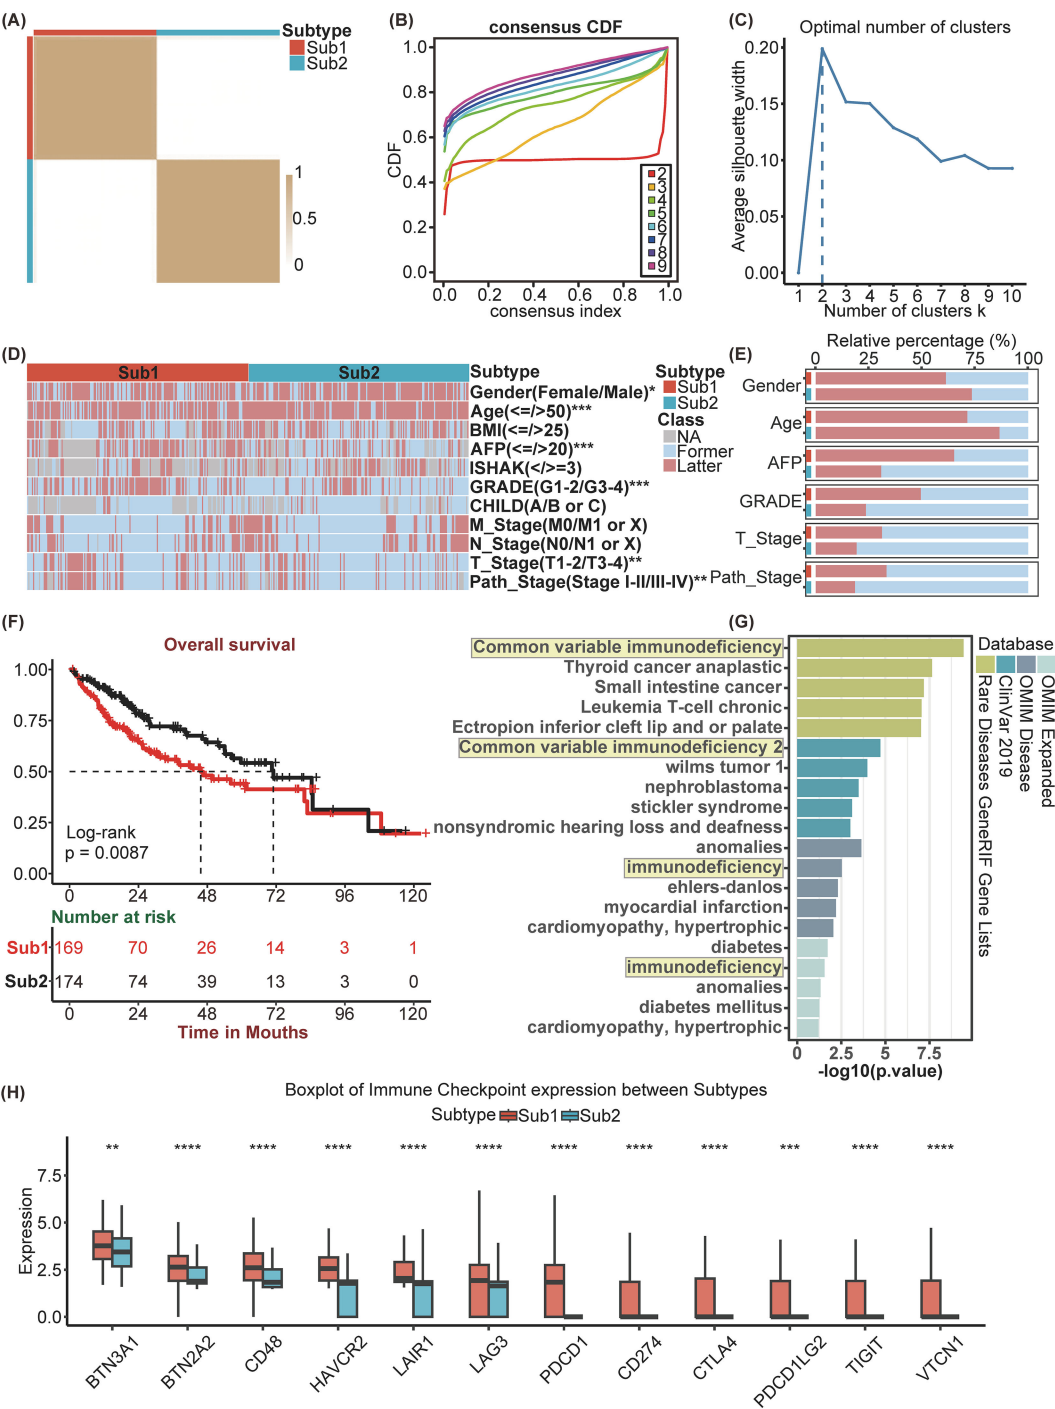 (A)
Subtype
Sub1
Sub2
1
0.5
0
(B)
consensus CDF
1.0
0.8
0.6
0.4
0.2
0.0
CDF
0.0 0.2 0.4 0.6 0.8 1.0
consensus index
2
3
4
5
6
7
8
9
(C)
Optimal number of clusters
0.20
0.15
0.10
0.05
0.00
Average silhouette width
1 2 3 4 5 6 7 8 9 10
Number of clusters k
(D)
Sub1 Sub2
Subtype
Gender(Female/Male)*
Age(<=/>50)***
BMI(<=/>25)
AFP(<=/>20)***
ISHAK(</>=3)
GRADE(G1-2/G3-4)***
CHILD(A/B or C)
M_Stage(M0/M1 or X)
N_Stage(N0/N1 or X)
T_Stage(T1-2/T3-4)**
Path_Stage(Stage I-II/III-IV)**
Subtype
Sub1
Sub2
Class
NA
Former
Latter
(E)
Relative percentage (%)
0 25 50 75 100
Gender
Age
AFP
GRADE
T_Stage
Path_Stage
(F)
Overall survival
1.00
0.75
0.50
0.25
0.00
Log-rank
p = 0.0087
0 24 48 72 96 120
Number at risk
Sub1 169 70 26 14 3 1
Sub2 174 74 39 13 3 0
0 24 48 72 96 120
Time in Mouths
(G)
Common variable immunodeficiency
Thyroid cancer anaplastic
Small intestine cancer
Leukemia T-cell chronic
Ectropion inferior cleft lip and or palate
Common variable immunodeficiency 2
wilms tumor 1
nephroblastoma
stickler syndrome
nonsyndromic hearing loss and deafness
anomalies
immunodeficiency
ehlers-danlos
myocardial infarction
cardiomyopathy, hypertrophic
diabetes
immunodeficiency
anomalies
diabetes mellitus
cardiomyopathy, hypertrophic
0 2.5 5 7.5
-log10(p.value)
Database
Rare Diseases GeneRIF Gene Lists
ClinVar 2019
OMIM Disease
OMIM Expanded
(H)
Boxplot of Immune Checkpoint expression between Subtypes
Subtype Sub1 Sub2
** **** **** **** **** **** **** **** **** *** **** ****
7.5
5.0
2.5
0.0
Expression
BTN3A1 BTN2A2 CD48 HAVCR2 LAIR1 LAG3 PDCD1 CD274 CTLA4 PDCD1LG2 TIGIT VTCN1